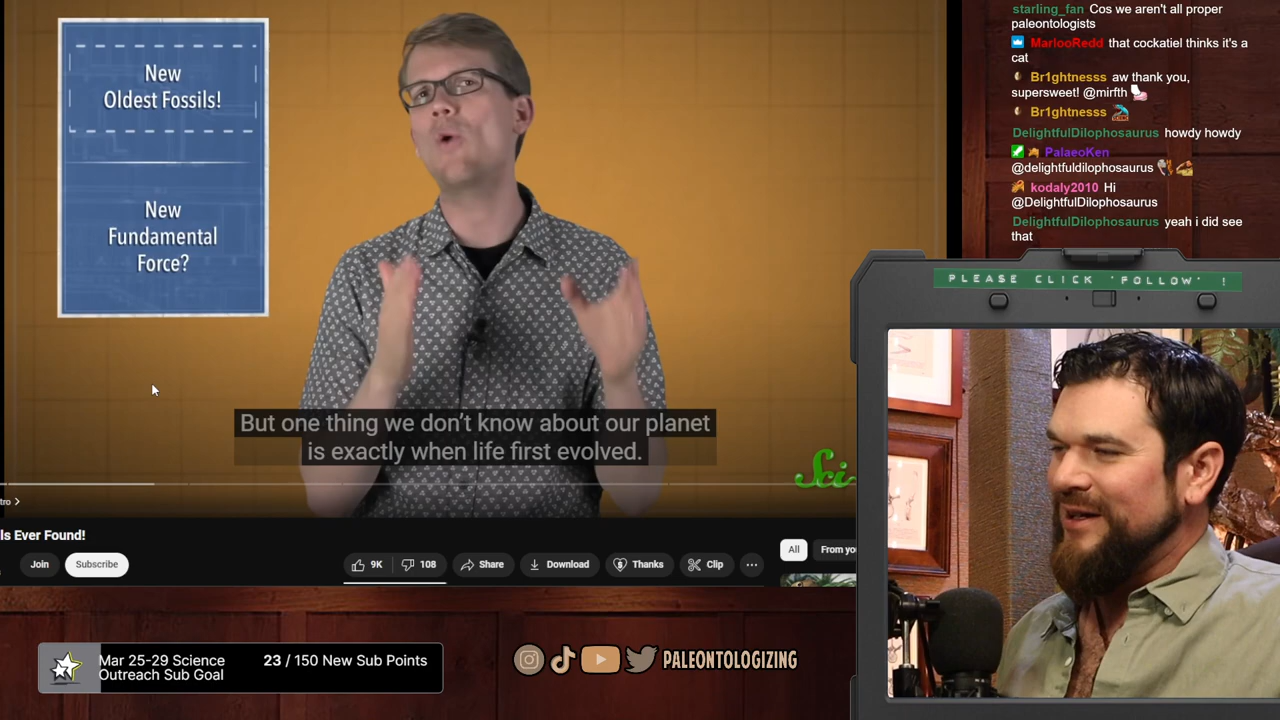 New
Oldest Fossils!
New
Fundamental
Force?
But one thing we don't know about our planet
is exactly when life first evolved.
Sci
tro >
ls Ever Found!
Join
Subscribe
9K
108
Share
Download
Thanks
Clip
...
All
From yo
starling_fan Cos we aren't all proper
paleontologists
MarlooRedd that cockatiel thinks it's a
cat
Br1ghtnesss aw thank you,
supersweet! @mirfth
Br1ghtnesss
DelightfulDilophosaurus howdy howdy
PalaeoKen
@delightfuldilophosaurus
kodaly2010 Hi
@DelightfulDilophosaurus
DelightfulDilophosaurus yeah i did see
that
PLEASE CLICK 'FOLLOW' !
Mar 25-29 Science
Outreach Sub Goal
23 / 150 New Sub Points
PALEONTOLOGIZING